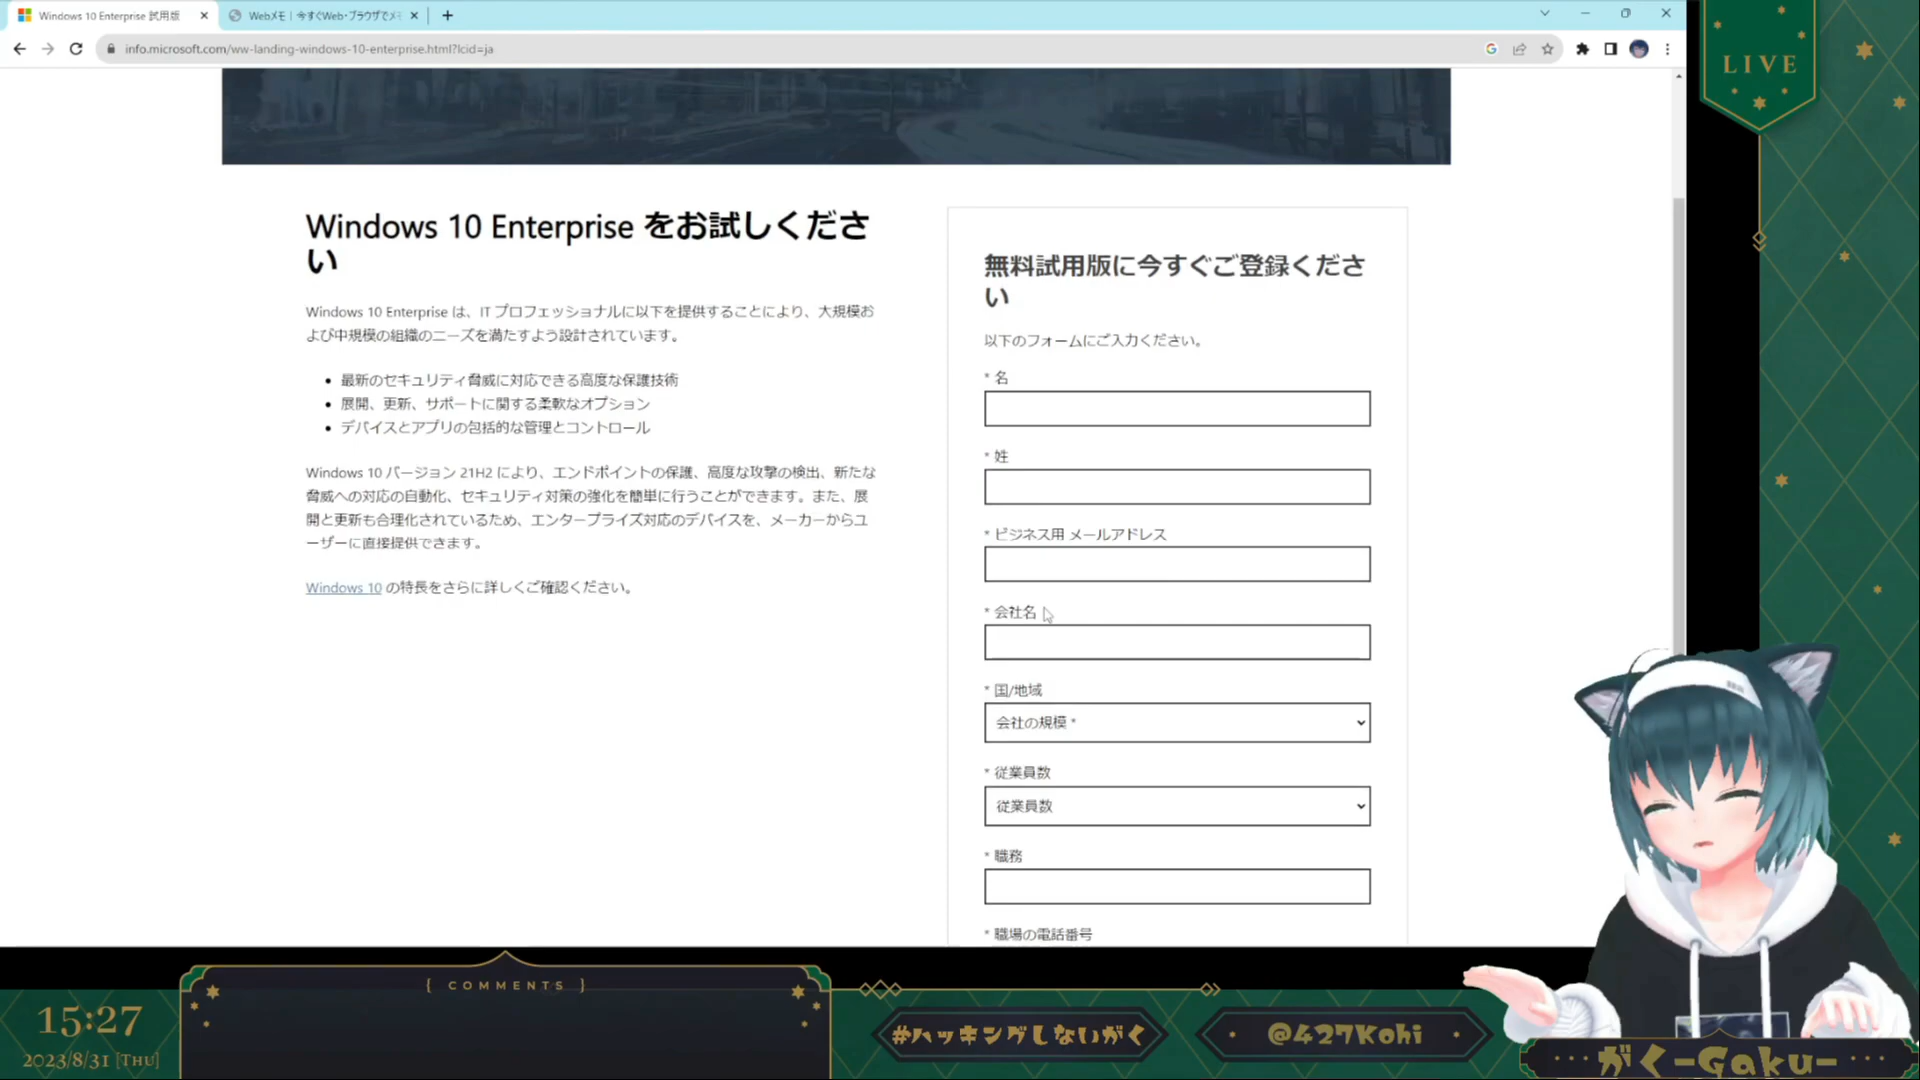 Windows 10 Enterprise 試用版
Webメモ | 今すぐWeb・ブラウザでメモ
info.microsoft.com/ww-landing-windows-10-enterprise.html?lcid=ja
LIVE
Windows 10 Enterprise をお試しくださ
い
Windows 10 Enterprise は、IT プロフェッショナルに以下を提供することにより、大規模お
よび中規模の組織のニーズを満たすよう設計されています。
最新のセキュリティ脅威に対応できる高度な保護技術
展開、更新、サポートに関する柔軟なオプション
デバイスとアプリの包括的な管理とコントロール
Windows 10 バージョン 21H2 により、エンドポイントの保護、高度な攻撃の検出、新たな
脅威への対応の自動化、セキュリティ対策の強化を簡単に行うことができます。また、展
開と更新も合理化されているため、エンタープライズ対応のデバイスを、メーカーからユ
ーザーに直接提供できます。
Windows 10 の特長をさらに詳しくご確認ください。
無料試用版に今すぐご登録くださ
い
以下のフォームにご入力ください。
* 名
* 姓
* ビジネス用 メールアドレス
* 会社名
* 国/地域
会社の規模 *
* 従業員数
従業員数
* 職務
* 職場の電話番号
{ COMMENTS }
15:27
2023/8/31 [THU]
#ハッキングしないがく
@427Kohi
がく-Gaku-